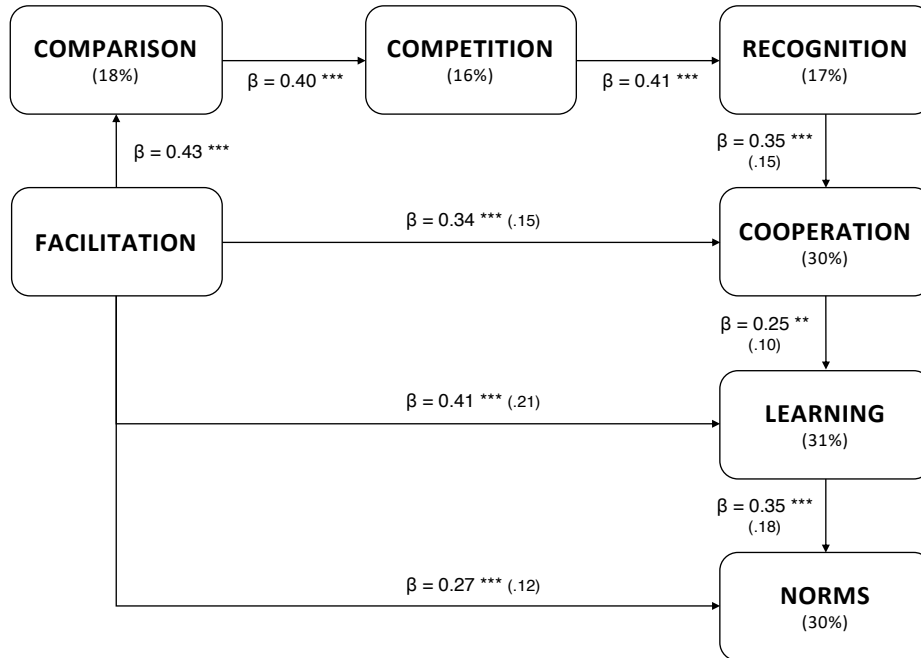 COMPARISON
(18%)
β = 0.40 ***
COMPETITION
(16%)
β = 0.41 ***
RECOGNITION
(17%)
β = 0.43 ***
β = 0.35 ***
(.15)
FACILITATION
β = 0.34 *** (.15)
COOPERATION
(30%)
β = 0.25 **
(.10)
β = 0.41 *** (.21)
LEARNING
(31%)
β = 0.35 ***
(.18)
β = 0.27 *** (.12)
NORMS
(30%)